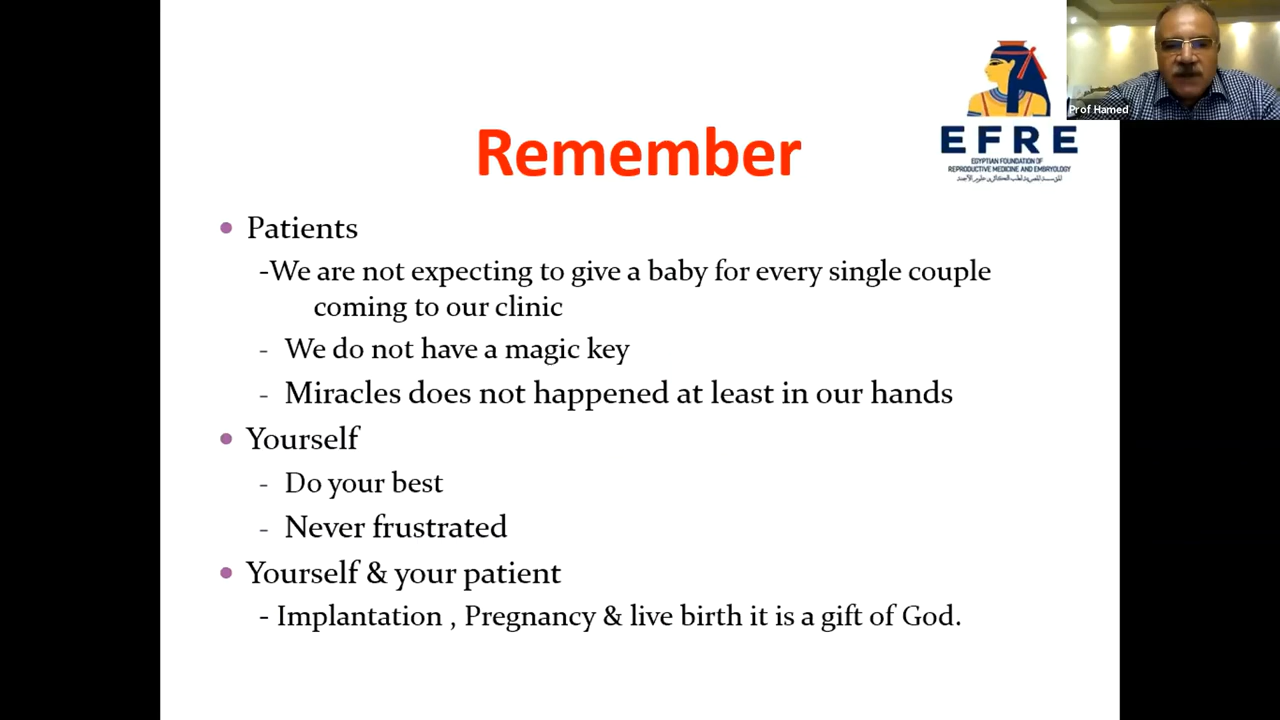 Prof Hamed
EFRE
EGYPTIAN FOUNDATION OF
REPRODUCTIVE MEDICINE AND EMBRYOLOGY
Remember
• Patients
-We are not expecting to give a baby for every single couple
coming to our clinic
- We do not have a magic key
- Miracles does not happened at least in our hands
• Yourself
- Do your best
- Never frustrated
• Yourself & your patient
- Implantation , Pregnancy & live birth it is a gift of God.